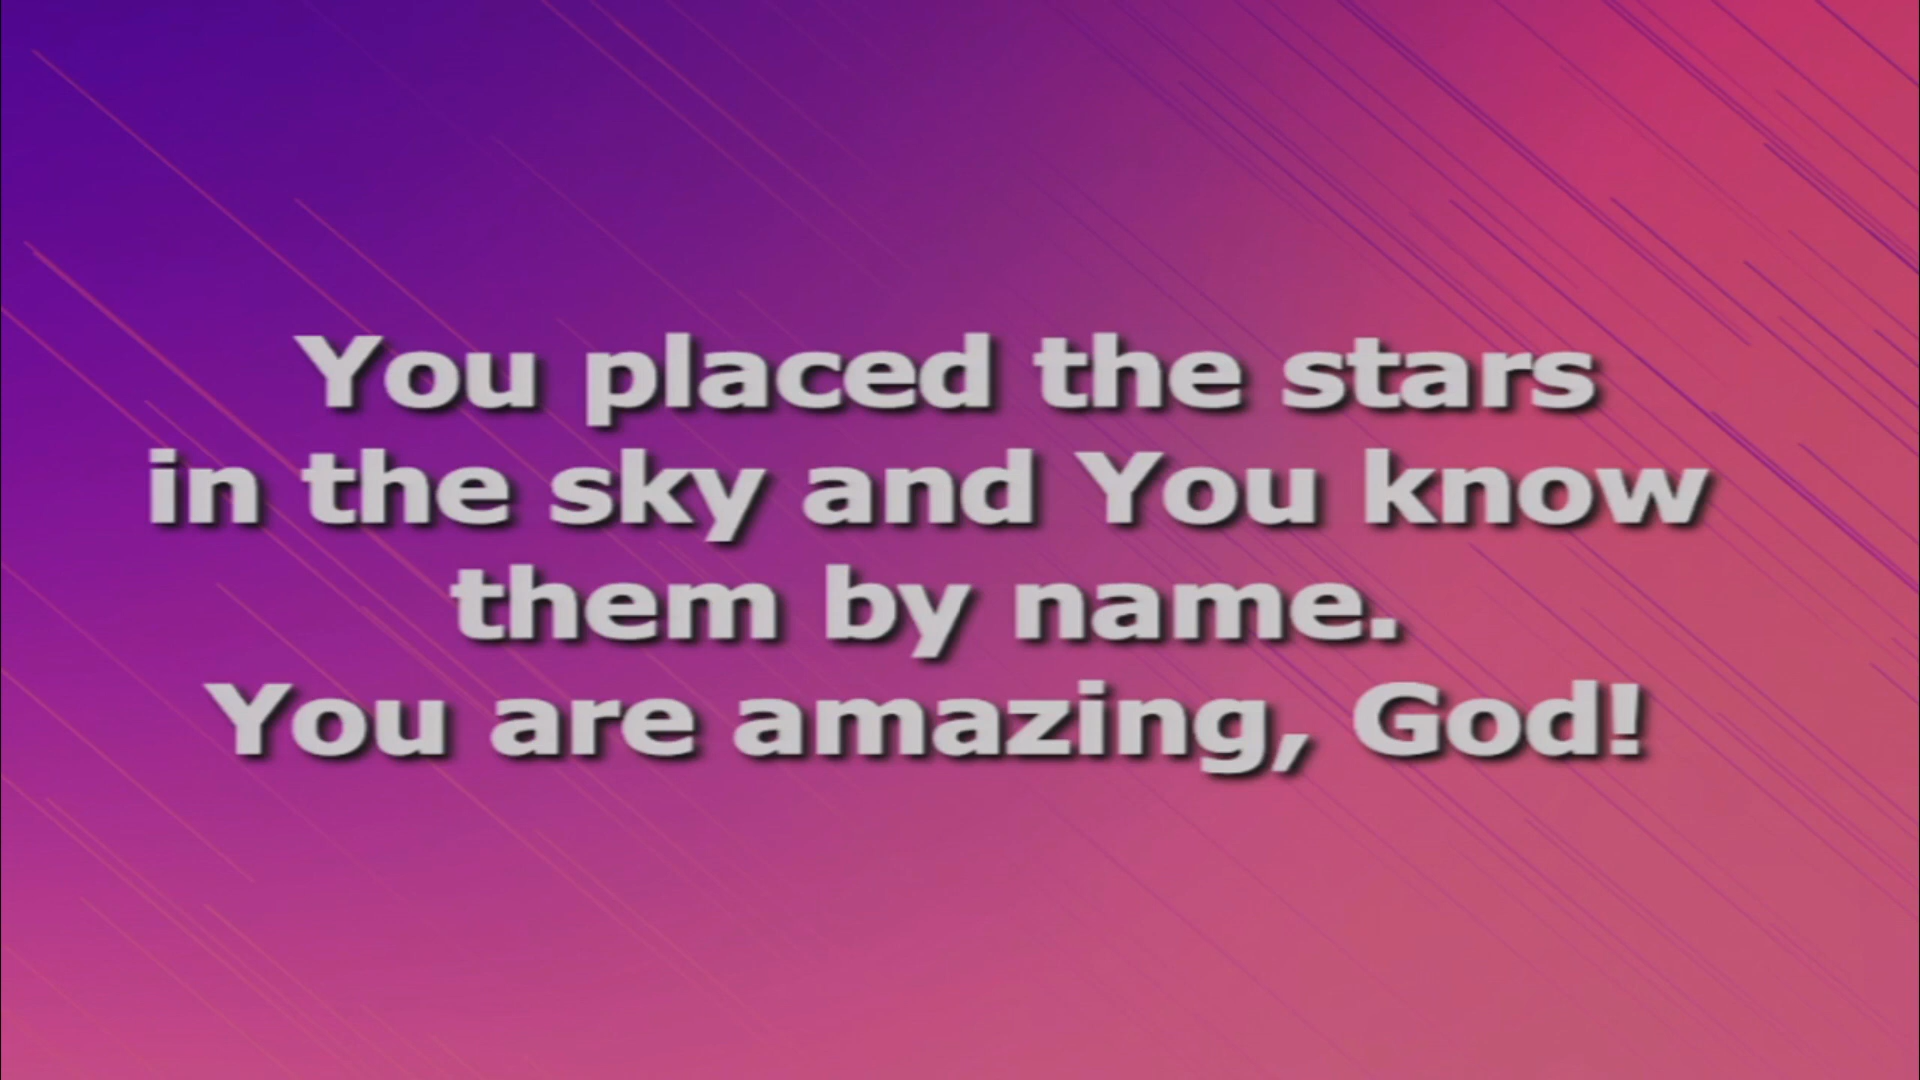 You placed the stars
in the sky and You know
them by name.
You are amazing, God!